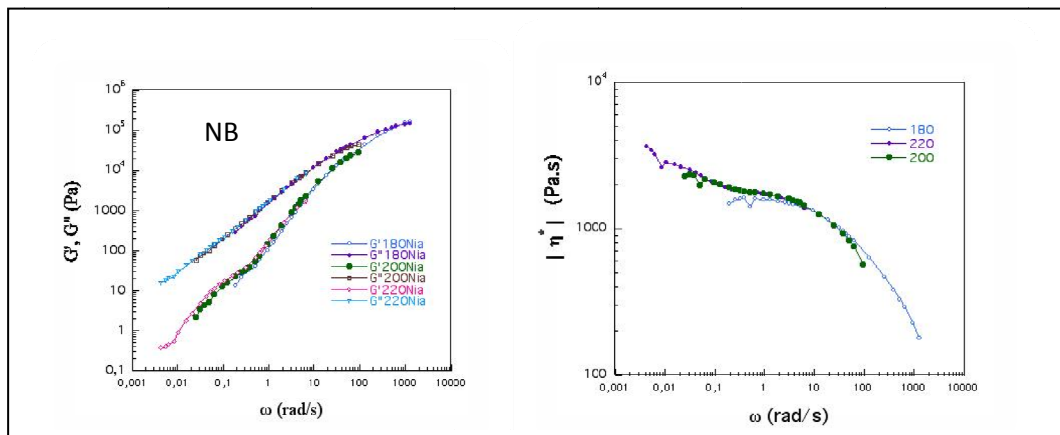 10⁶
10⁵
10⁴
1000
100
10
1
0,1
G', G" (Pa)
NB
G'180Nia
G"180Nia
G'200Nia
G"200Nia
G'220Nia
G"220Nia
0,001 0,01 0,1 1 10 100 1000 10000
ω (rad/s)
10⁴
1000
100
| η* | (Pa.s)
180
220
200
0,001 0,01 0,1 1 10 100 1000 10000
ω (rad/s)